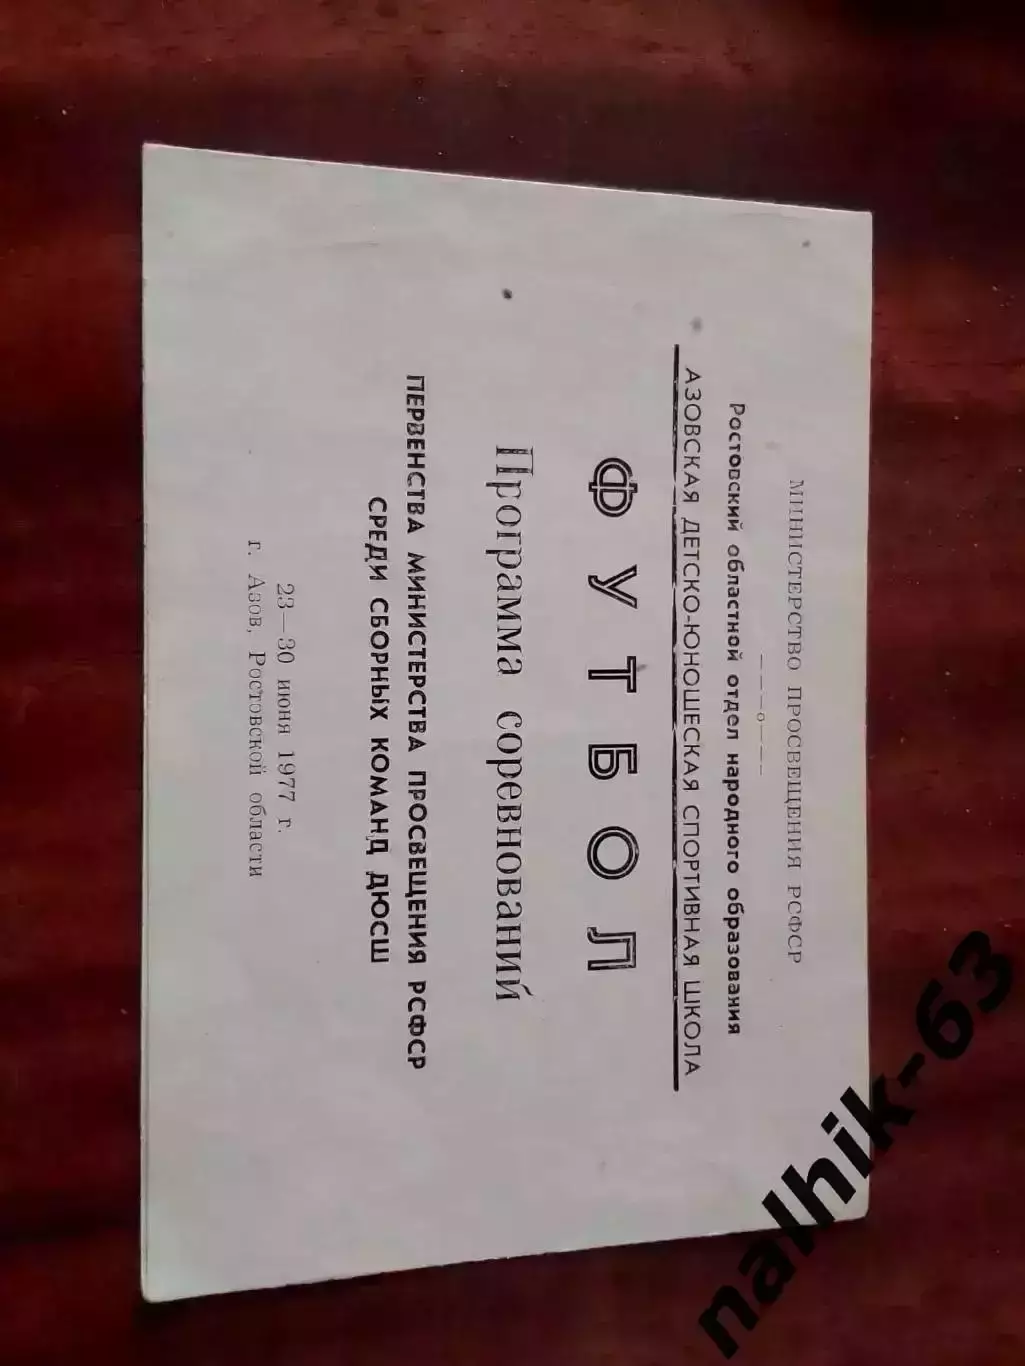 МИНИСТЕРСТВО ПРОСВЕЩЕНИЯ РСФСР
———о———
Ростовский областной отдел народного образования
АЗОВСКАЯ ДЕТСКО-ЮНОШЕСКАЯ СПОРТИВНАЯ ШКОЛА
ФУТБОЛ
Программа соревнований
ПЕРВЕНСТВА МИНИСТЕРСТВА ПРОСВЕЩЕНИЯ РСФСР
СРЕДИ СБОРНЫХ КОМАНД ДЮСШ
23—30 июня 1977 г.
г. Азов, Ростовской области
nalhik-63